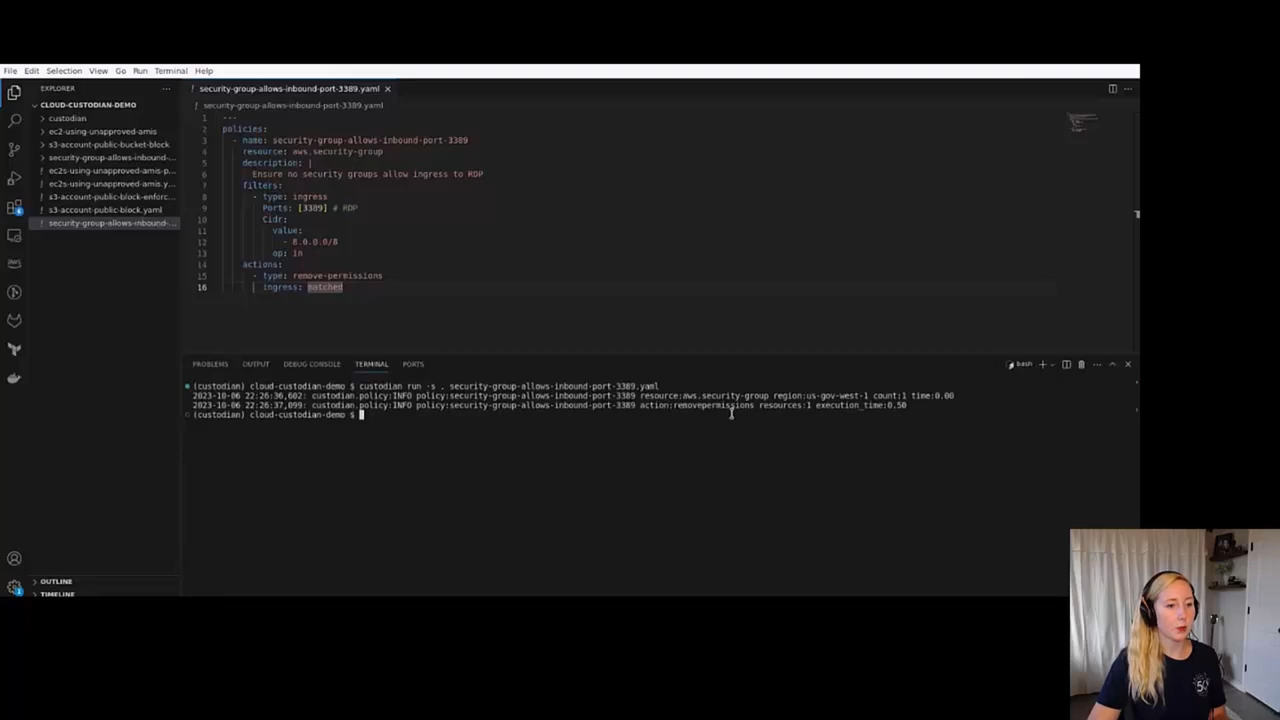 File Edit Selection View Go Run Terminal Help
EXPLORER ...
security-group-allows-inbound-port-3389.yaml
CLOUD-CUSTODIAN-DEMO
security-group-allows-inbound-port-3389.yaml
custodian
ec2-using-unapproved-amis
s3-account-public-bucket-block
security-group-allows-inbound-...
ec2s-using-unapproved-amis-p...
ec2s-using-unapproved-amis.y...
s3-account-public-block-enforc...
s3-account-public-block.yaml
security-group-allows-inbound-...
1 ---
2 policies:
3 - name: security-group-allows-inbound-port-3389
4 resource: aws.security-group
5 description: |
6 Ensure no security groups allow ingress to RDP
7 filters:
8 - type: ingress
9 Ports: [3389] # RDP
10 Cidr:
11 value:
12 - 8.0.0.0/8
13 op: in
14 actions:
15 - type: remove-permissions
16 ingress: matched
PROBLEMS OUTPUT DEBUG CONSOLE TERMINAL PORTS
bash
(custodian) cloud-custodian-demo $ custodian run -s . security-group-allows-inbound-port-3389.yaml
2023-10-06 22:26:36,602: custodian.policy:INFO policy:security-group-allows-inbound-port-3389 resource:aws.security-group region:us-gov-west-1 count:1 time:0.00
2023-10-06 22:26:37,099: custodian.policy:INFO policy:security-group-allows-inbound-port-3389 action:removepermissions resources:1 execution_time:0.50
(custodian) cloud-custodian-demo $
OUTLINE
TIMELINE